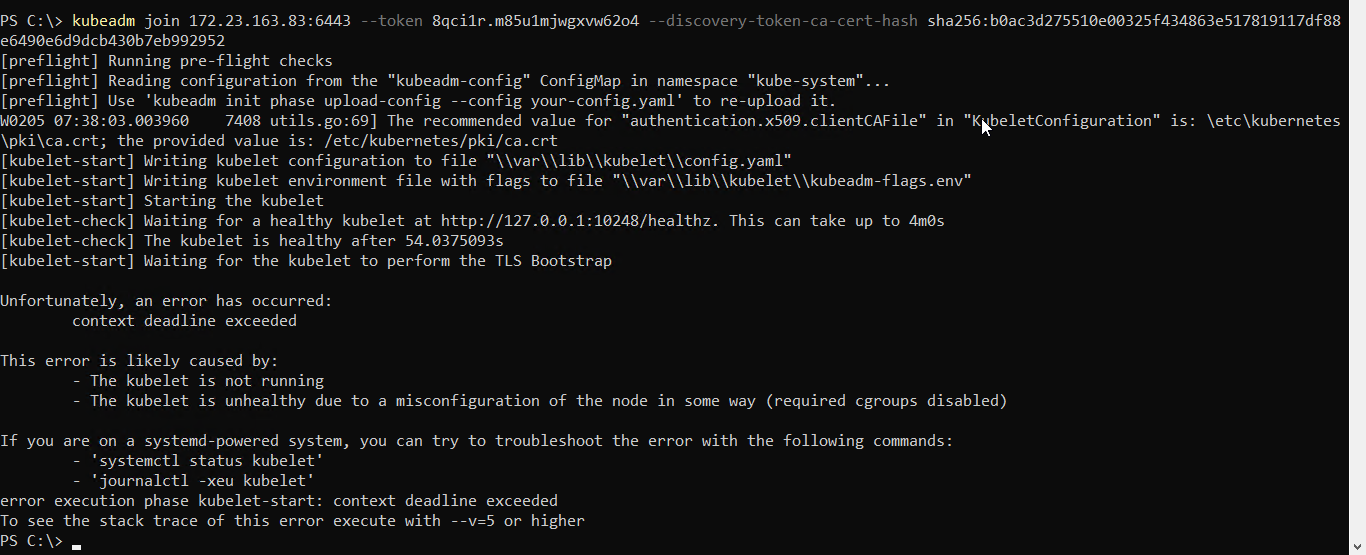 PS C:\> kubeadm join 172.23.163.83:6443 --token 8qci1r.m85u1mjwgxvw62o4 --discovery-token-ca-cert-hash sha256:b0ac3d275510e00325f434863e517819117df88
e6490e6d9dcb430b7eb992952
[preflight] Running pre-flight checks
[preflight] Reading configuration from the "kubeadm-config" ConfigMap in namespace "kube-system"...
[preflight] Use 'kubeadm init phase upload-config --config your-config.yaml' to re-upload it.
W0205 07:38:03.003960    7408 utils.go:69] The recommended value for "authentication.x509.clientCAFile" in "KubeletConfiguration" is: \etc\kubernetes
\pki\ca.crt; the provided value is: /etc/kubernetes/pki/ca.crt
[kubelet-start] Writing kubelet configuration to file "\\var\\lib\\kubelet\\config.yaml"
[kubelet-start] Writing kubelet environment file with flags to file "\\var\\lib\\kubelet\\kubeadm-flags.env"
[kubelet-start] Starting the kubelet
[kubelet-check] Waiting for a healthy kubelet at http://127.0.0.1:10248/healthz. This can take up to 4m0s
[kubelet-check] The kubelet is healthy after 54.0375093s
[kubelet-start] Waiting for the kubelet to perform the TLS Bootstrap

Unfortunately, an error has occurred:
        context deadline exceeded

This error is likely caused by:
        - The kubelet is not running
        - The kubelet is unhealthy due to a misconfiguration of the node in some way (required cgroups disabled)

If you are on a systemd-powered system, you can try to troubleshoot the error with the following commands:
        - 'systemctl status kubelet'
        - 'journalctl -xeu kubelet'
error execution phase kubelet-start: context deadline exceeded
To see the stack trace of this error execute with --v=5 or higher
PS C:\>